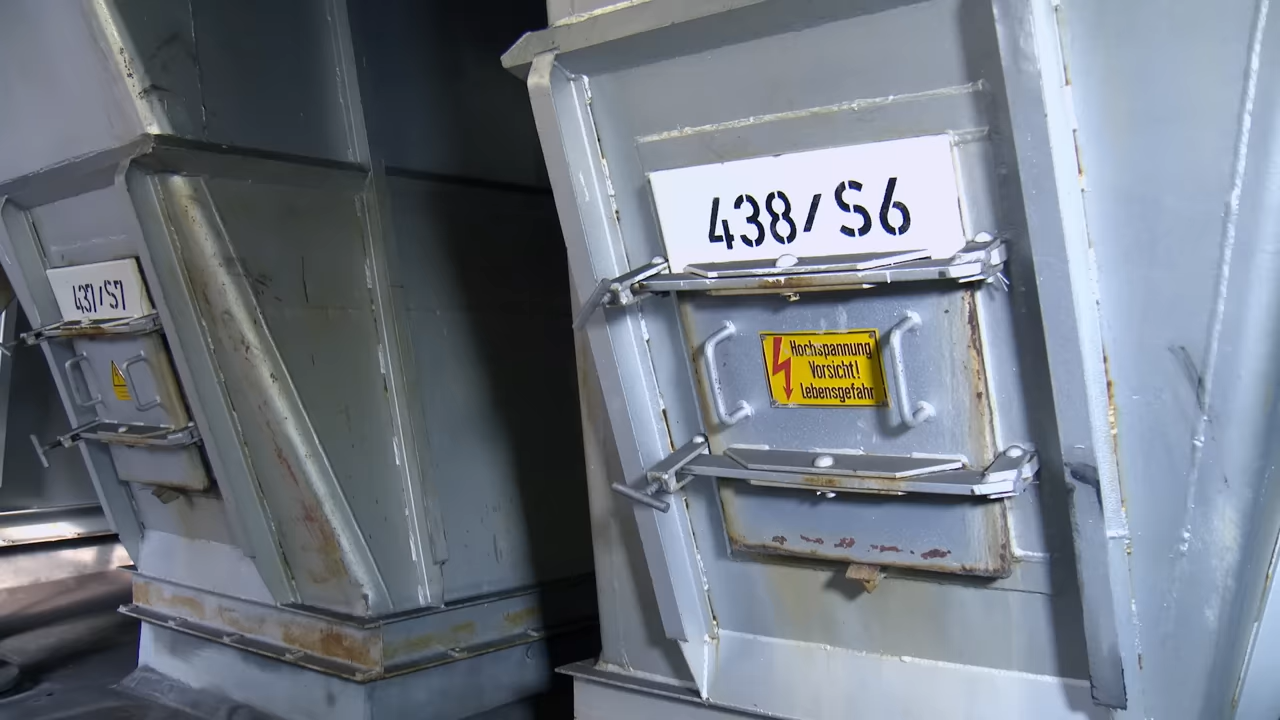 438/S6
Hochspannung
Vorsicht!
Lebensgefahr
437/S7